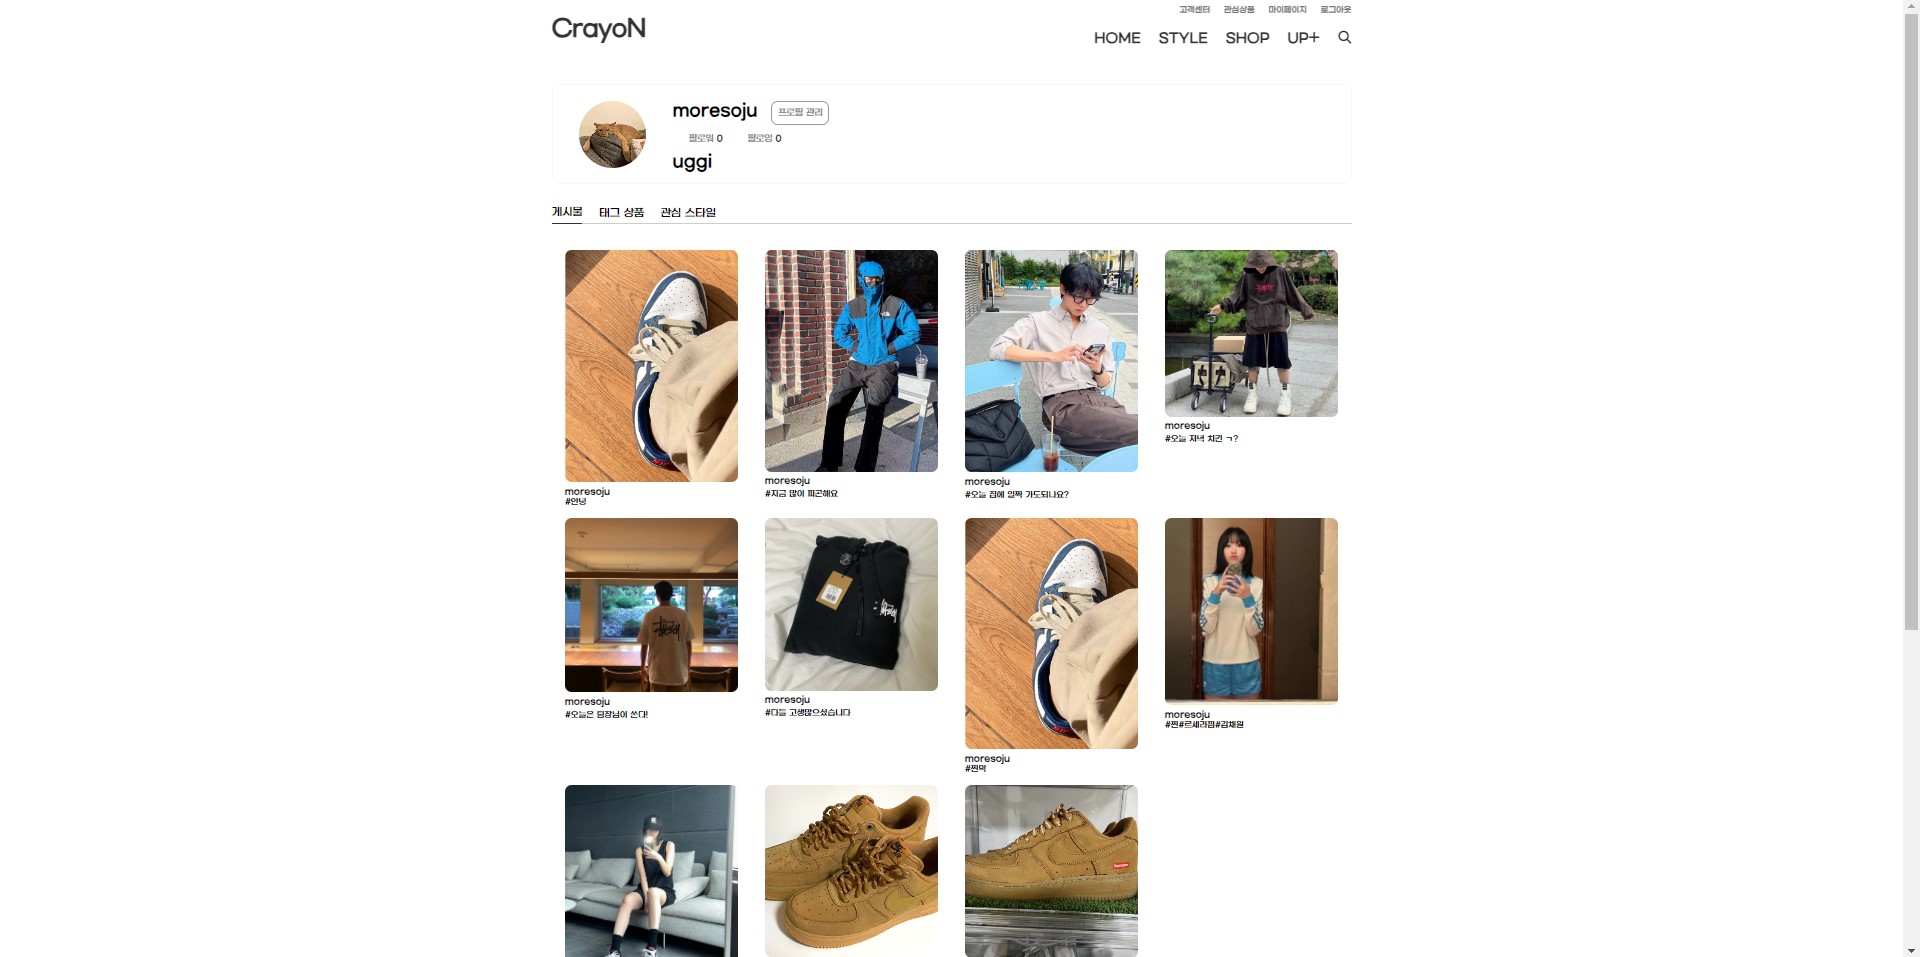 고객센터 관심상품 마이페이지 로그아웃
CrayoN
HOME STYLE SHOP UP+
moresoju 프로필 관리
팔로워 0 팔로잉 0
uggi
게시물 태그 상품 관심 스타일
moresoju
#안녕
moresoju
#지금 많이 피곤해요
moresoju
#오늘 집에 일찍 가도되나요?
moresoju
#오늘 저녁 치킨 ㄱ?
moresoju
#오늘은 팀장님이 쏜다!
moresoju
#다들 고생많으셨습니다
moresoju
#찐막
moresoju
#찐#르세라핌#김채원
Supreme